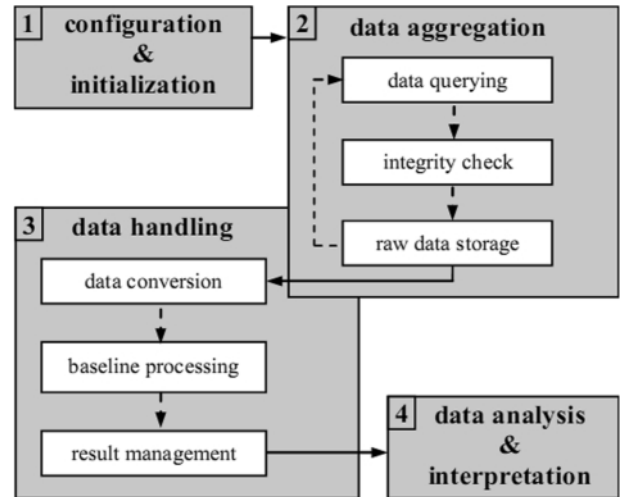 1
configuration
&
initialization
2
data aggregation
data querying
integrity check
raw data storage
3
data handling
data conversion
baseline processing
result management
4
data analysis
&
interpretation